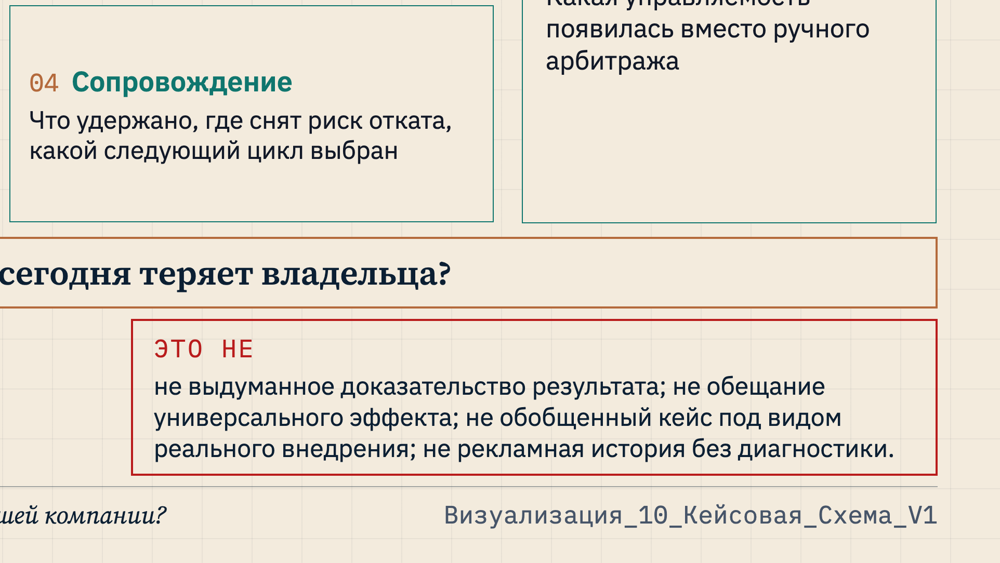 04 Сопровождение
Что удержано, где снят риск отката,
какой следующий цикл выбран
Какая управляемость
появилась вместо ручного
арбитража
сегодня теряет владельца?
ЭТО НЕ
не выдуманное доказательство результата; не обещание
универсального эффекта; не обобщенный кейс под видом
реального внедрения; не рекламная история без диагностики.
шей компании?
Визуализация_10_Кейсовая_Схема_V1